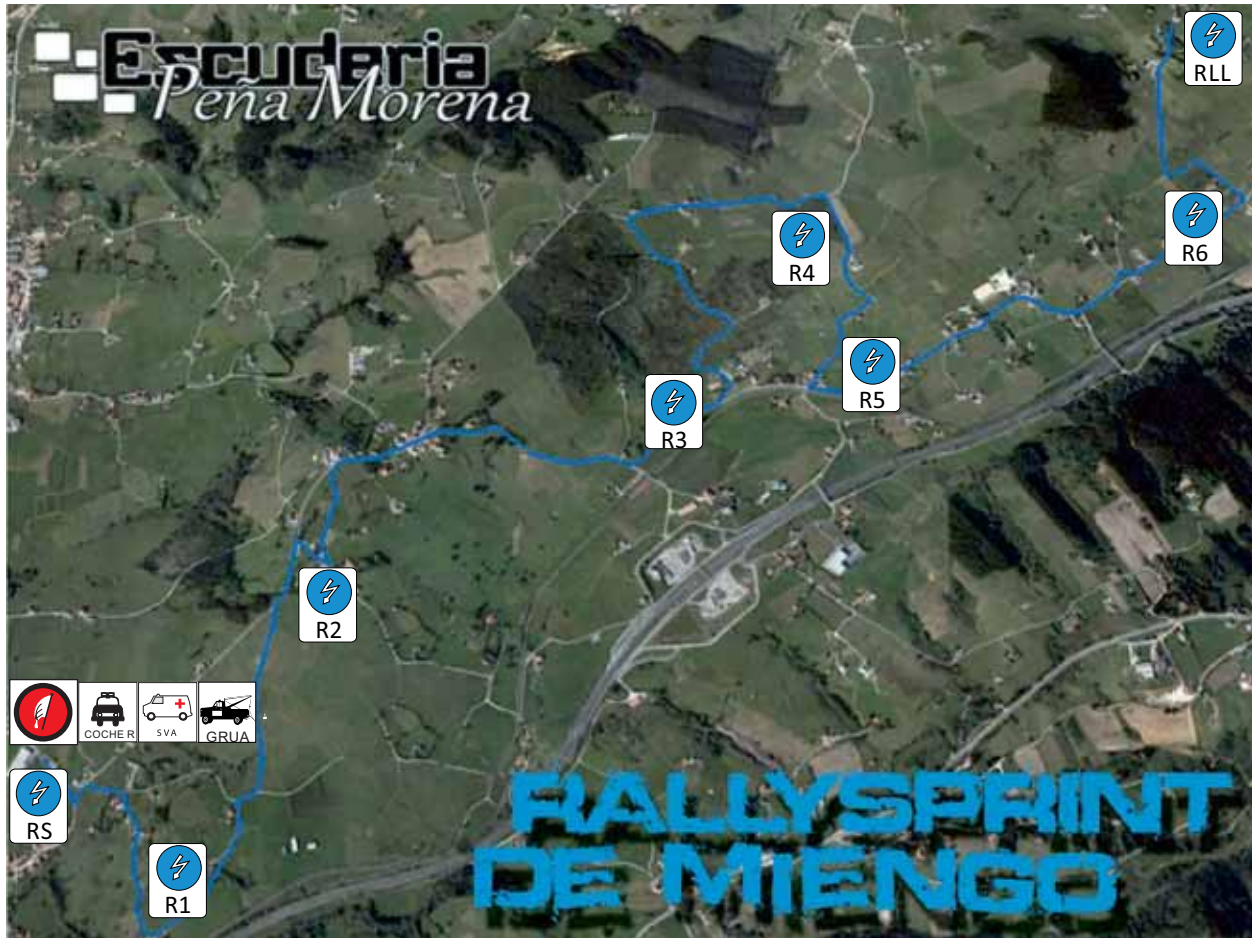 Escuderia
Peña Morena
RLL
R6
R4
R5
R3
R2
COCHE R
SVA
GRUA
RS
R1
RALLYSPRINT
DE MIENGO